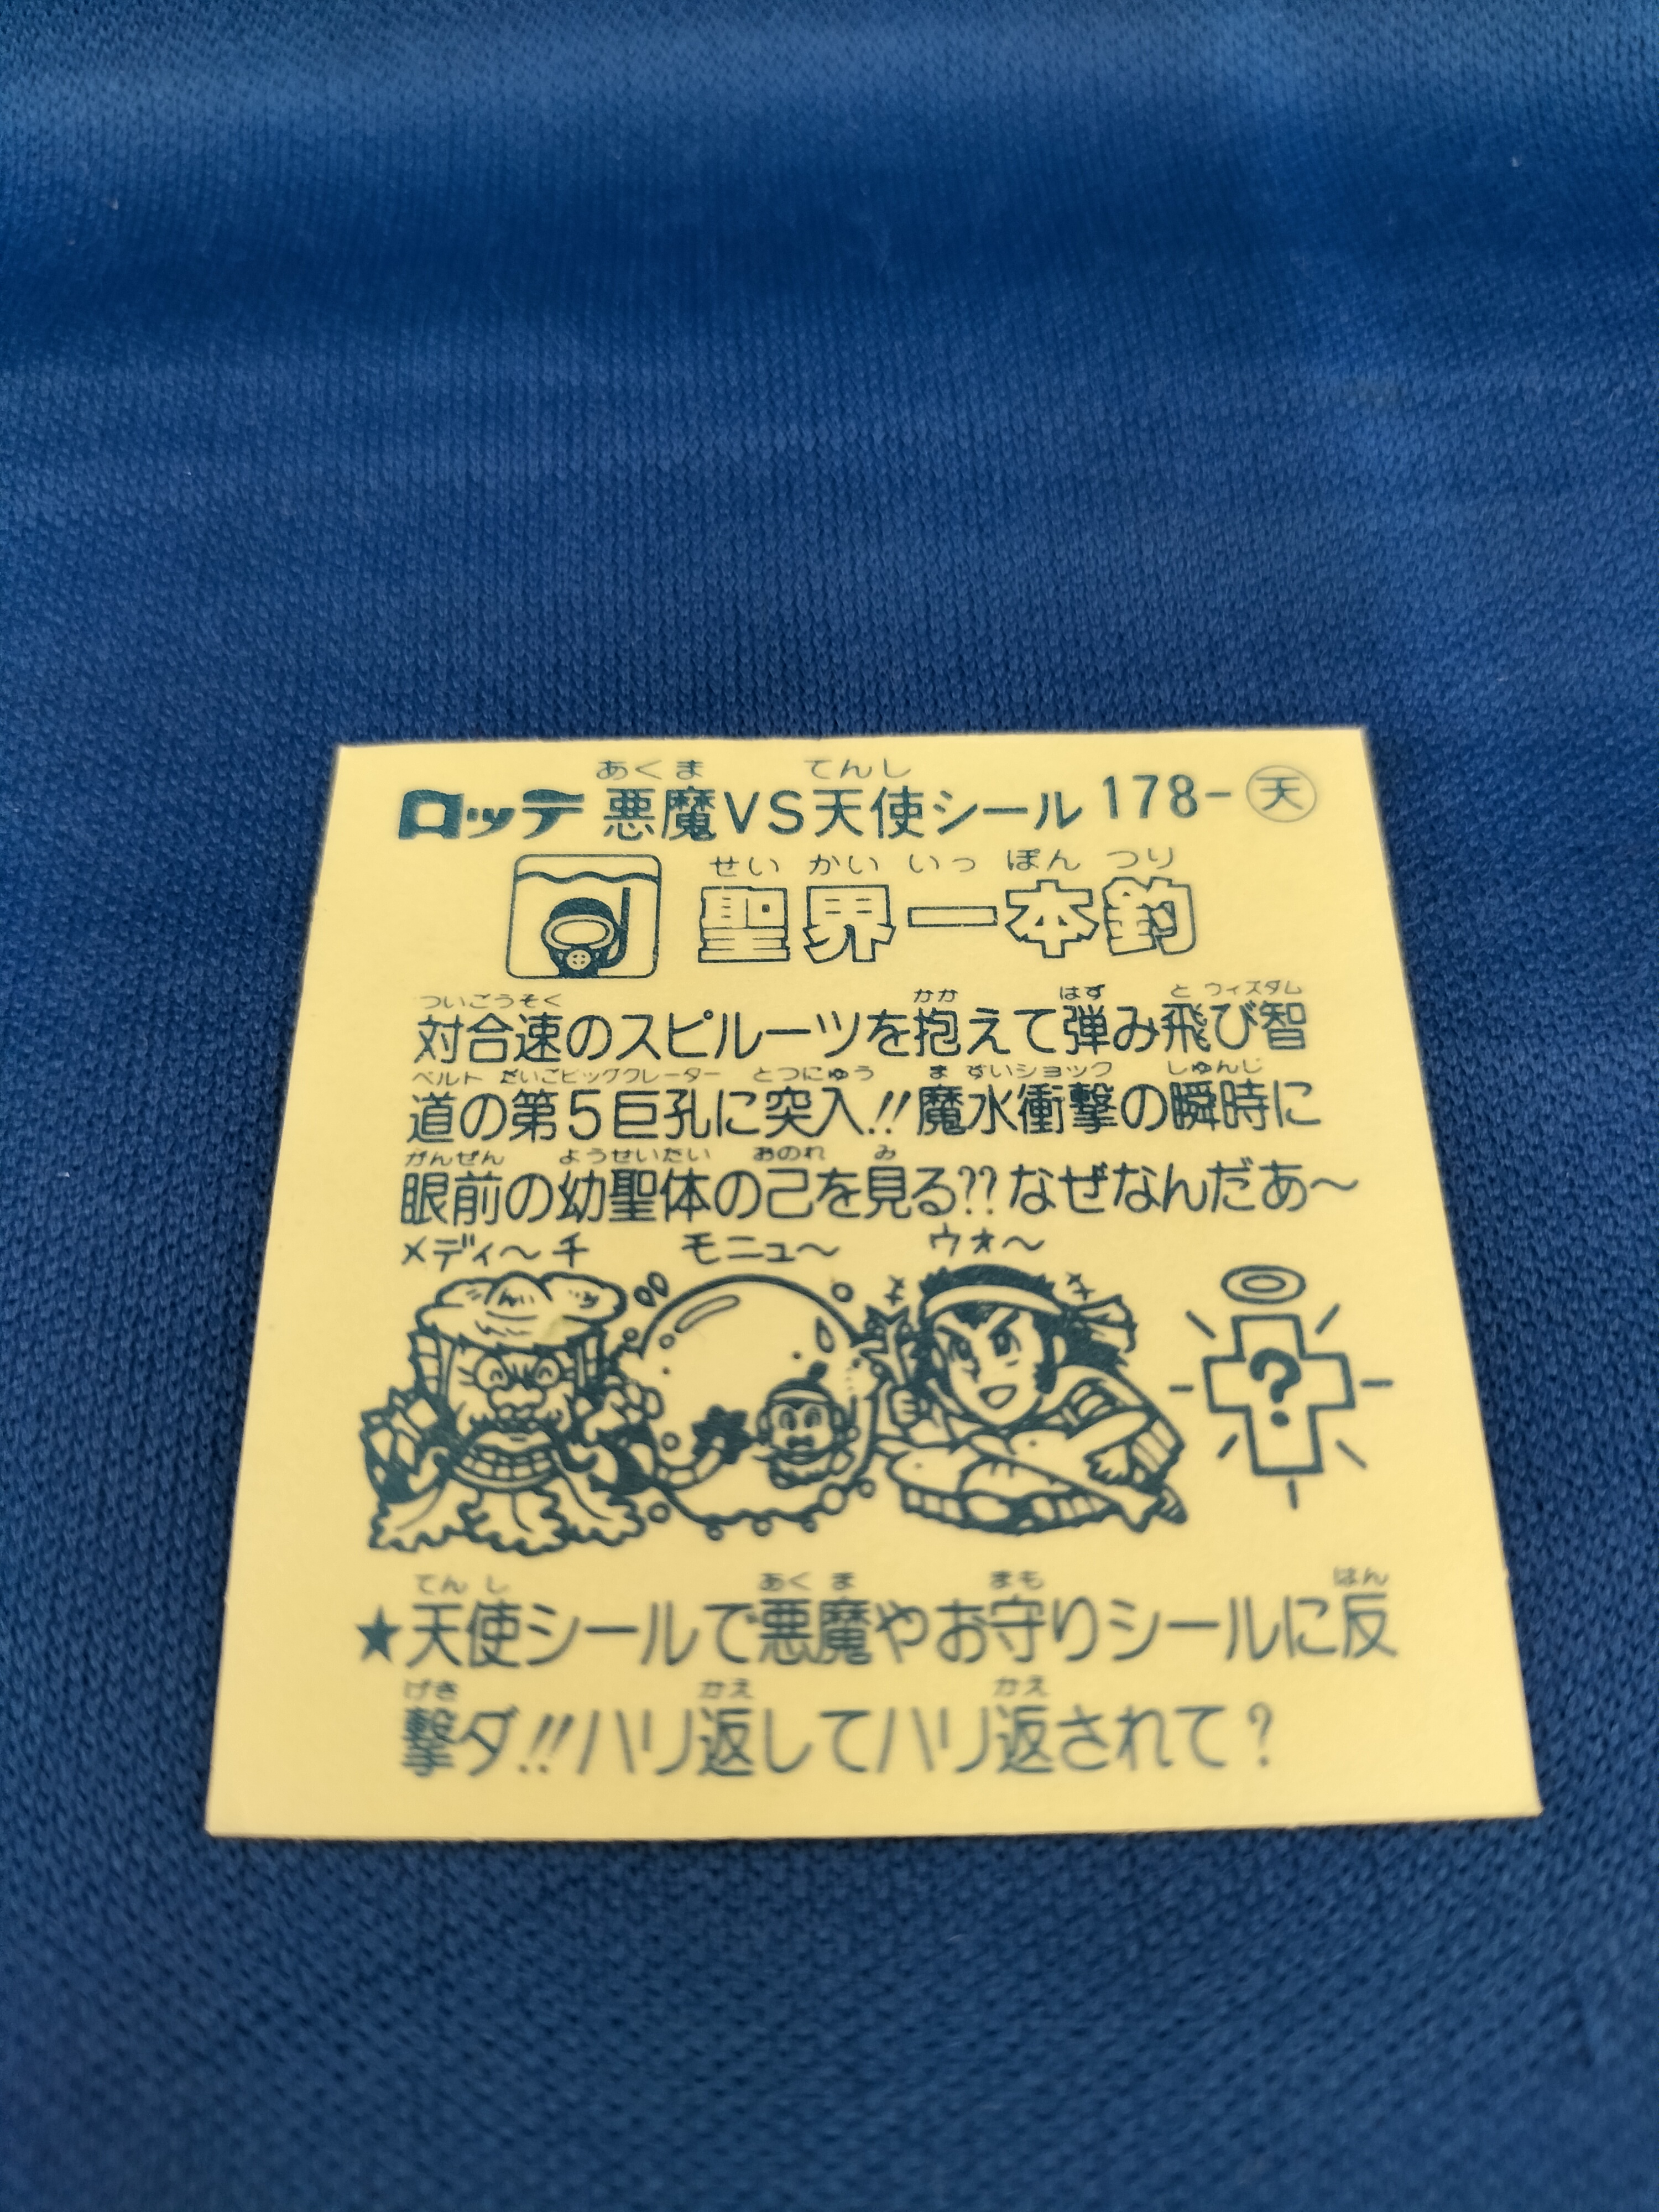 あくま てんし
ロッテ 悪魔VS天使シール 178-天
せい かい いっ ぽん つり
聖界一本釣
ついごうそく かか はず と ウィズダム
対合速のスピルーツを抱えて弾み飛び智
ベルト だいごビッグクレーター とつにゅう ま すいショック しゅんじ
道の第5巨孔に突入!!魔水衝撃の瞬時に
がんぜん ようせいたい おのれ み
眼前の幼聖体の己を見る??なぜなんだあ〜
メディ〜チ モニュ〜 ウォ〜
?
てんし あくま まも はん
★天使シールで悪魔やお守りシールに反
げき かえ かえ
撃ダ!!ハリ返してハリ返されて?